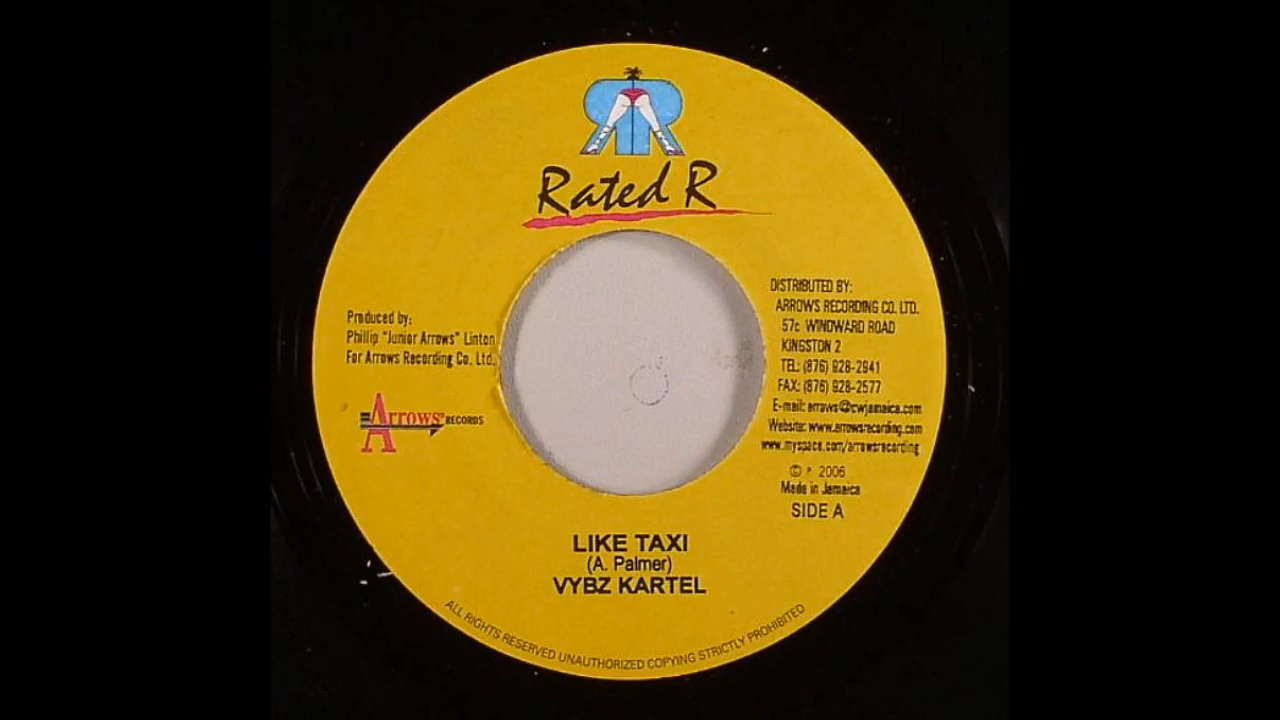 Rated R
Produced by:
Phillip "Junior Arrows" Linton
For Arrows Recording Co. Ltd.
Arrows RECORDS
DISTRIBUTED BY:
ARROWS RECORDING CO. LTD.
57c WINDWARD ROAD
KINGSTON 2
TEL: (876) 928-2941
FAX: (876) 928-2577
E-mail: arrows@cwjamaica.com
Website: www.arrowsrecording.com
www.myspace.com/arrowsrecording
© P 2006
Made in Jamaica
SIDE A
LIKE TAXI
(A. Palmer)
VYBZ KARTEL
ALL RIGHTS RESERVED UNAUTHORIZED COPYING STRICTLY PROHIBITED